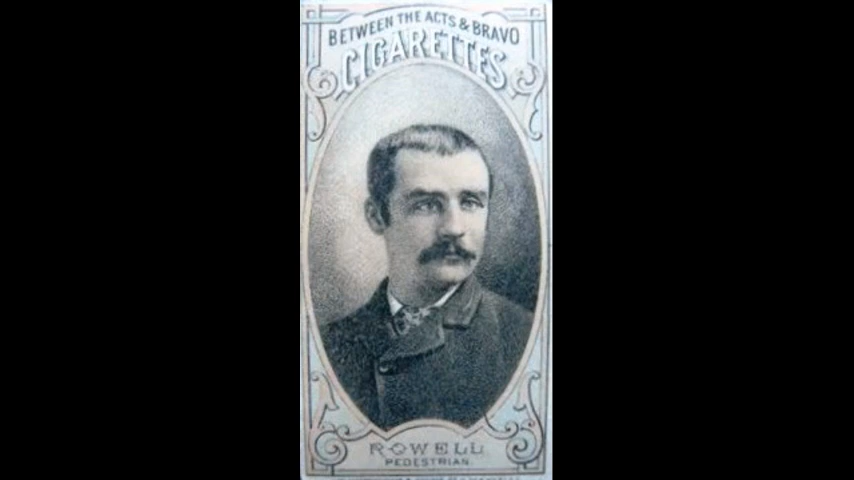 BETWEEN THE ACTS & BRAVO
CIGARETTES
ROWELL
PEDESTRIAN.